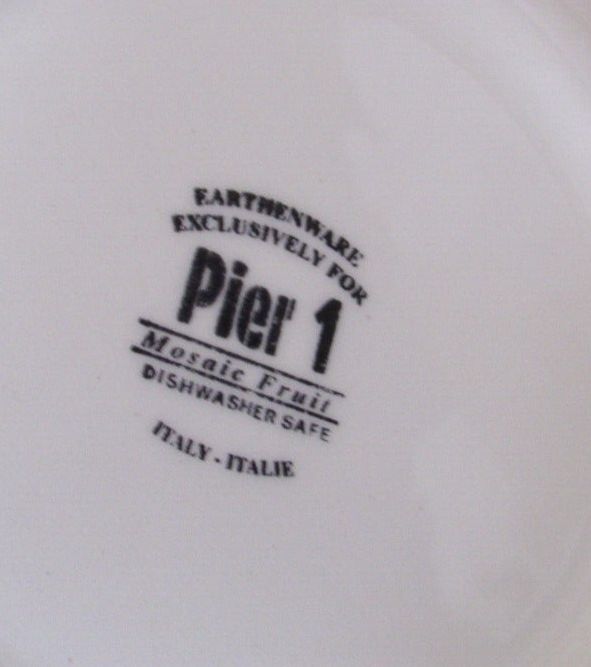 EARTHENWARE
EXCLUSIVELY FOR
Pier 1
Mosaic Fruit
DISHWASHER SAFE
ITALY - ITALIE